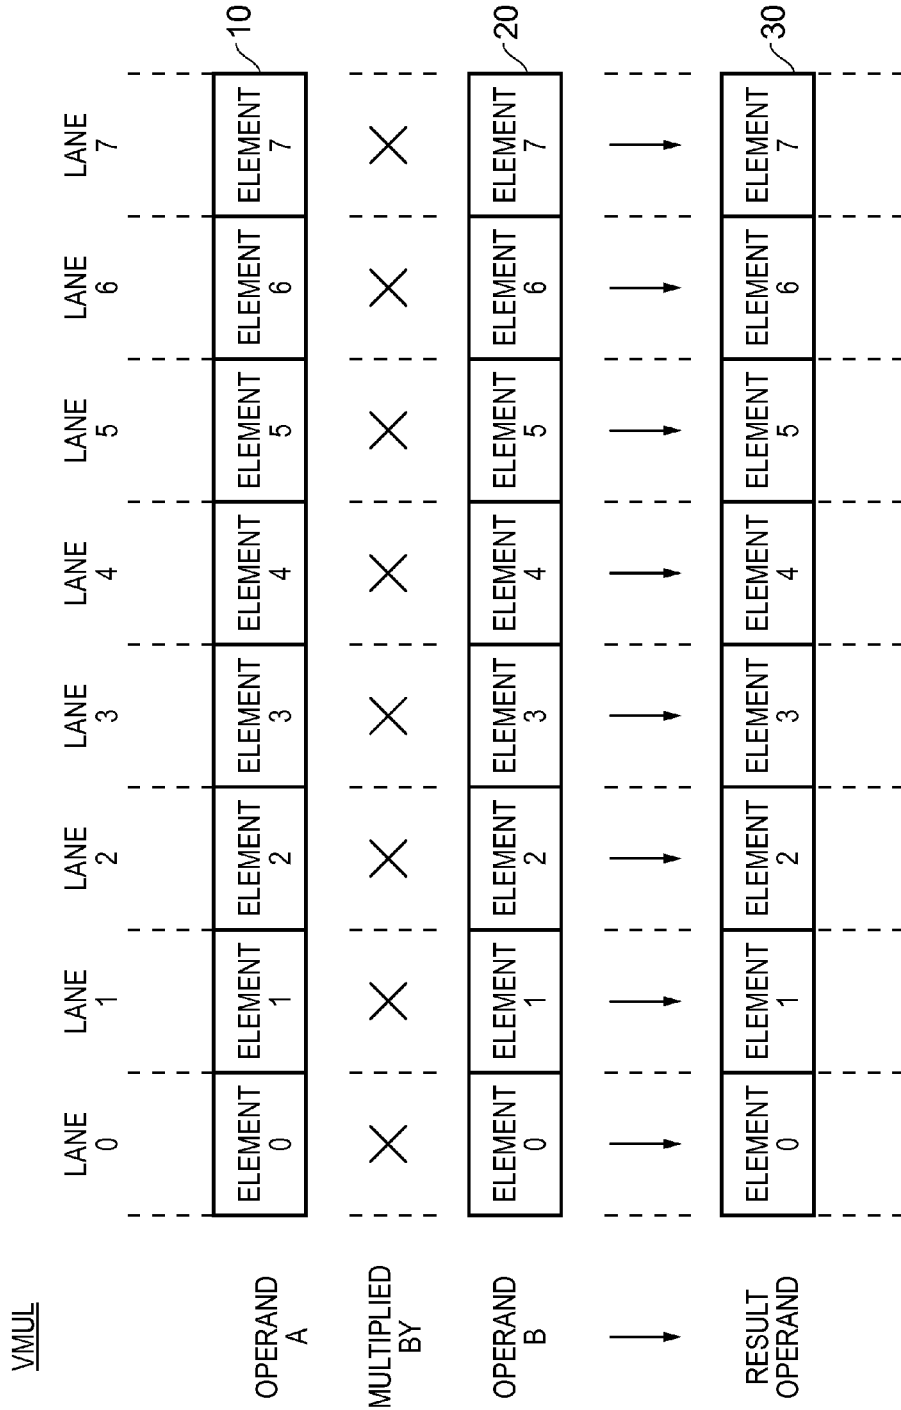 VMUL
LANE
0
LANE
1
LANE
2
LANE
3
LANE
4
LANE
5
LANE
6
LANE
7
OPERAND
A
ELEMENT
0
ELEMENT
1
ELEMENT
2
ELEMENT
3
ELEMENT
4
ELEMENT
5
ELEMENT
6
ELEMENT
7
10
MULTIPLIED
BY
OPERAND
B
ELEMENT
0
ELEMENT
1
ELEMENT
2
ELEMENT
3
ELEMENT
4
ELEMENT
5
ELEMENT
6
ELEMENT
7
20
RESULT
OPERAND
ELEMENT
0
ELEMENT
1
ELEMENT
2
ELEMENT
3
ELEMENT
4
ELEMENT
5
ELEMENT
6
ELEMENT
7
30